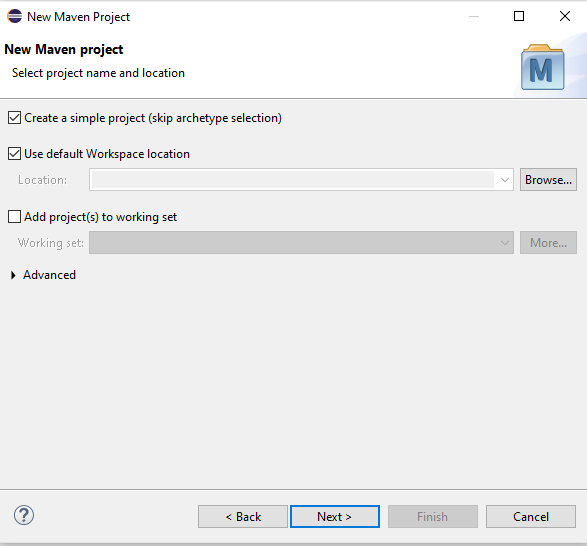 New Maven Project
New Maven project
Select project name and location
M
Create a simple project (skip archetype selection)
Use default Workspace location
Location:
Browse...
Add project(s) to working set
Working set:
More...
Advanced
?
< Back
Next >
Finish
Cancel